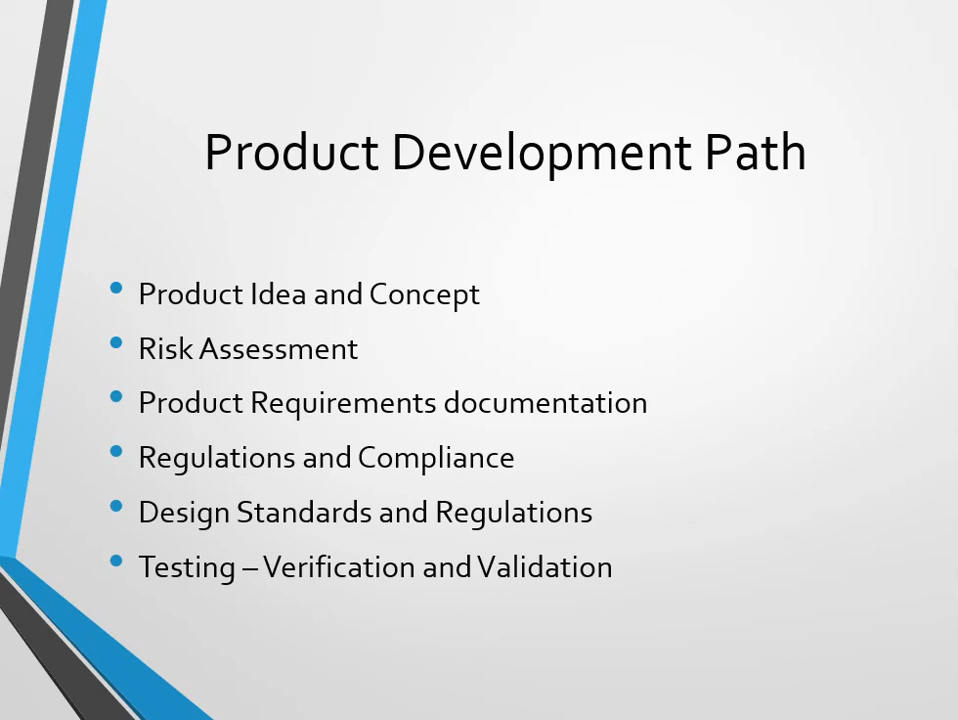 Product Development Path
• Product Idea and Concept
• Risk Assessment
• Product Requirements documentation
• Regulations and Compliance
• Design Standards and Regulations
• Testing – Verification and Validation